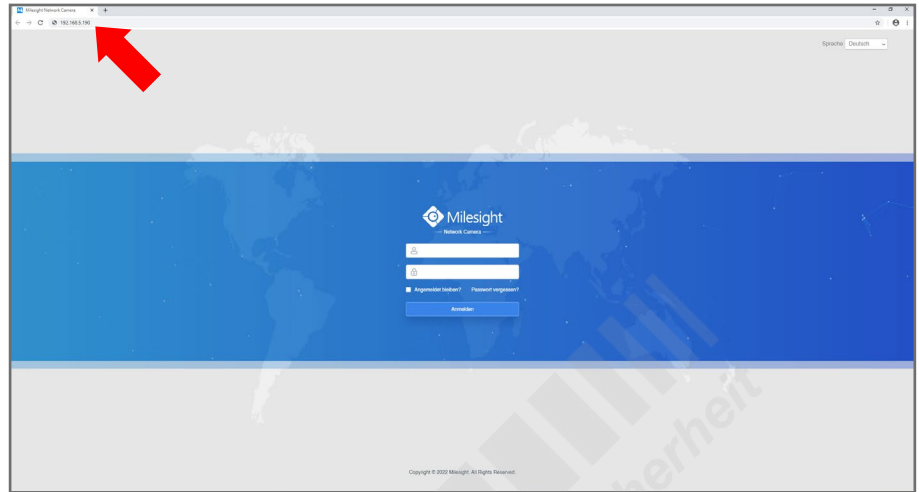 Milesight Network Camera
192.168.5.190
Sprache Deutsch
Milesight
Network Camera
Angemeldet bleiben? Passwort vergessen?
Anmelden
Copyright © 2022 Milesight. All Rights Reserved.